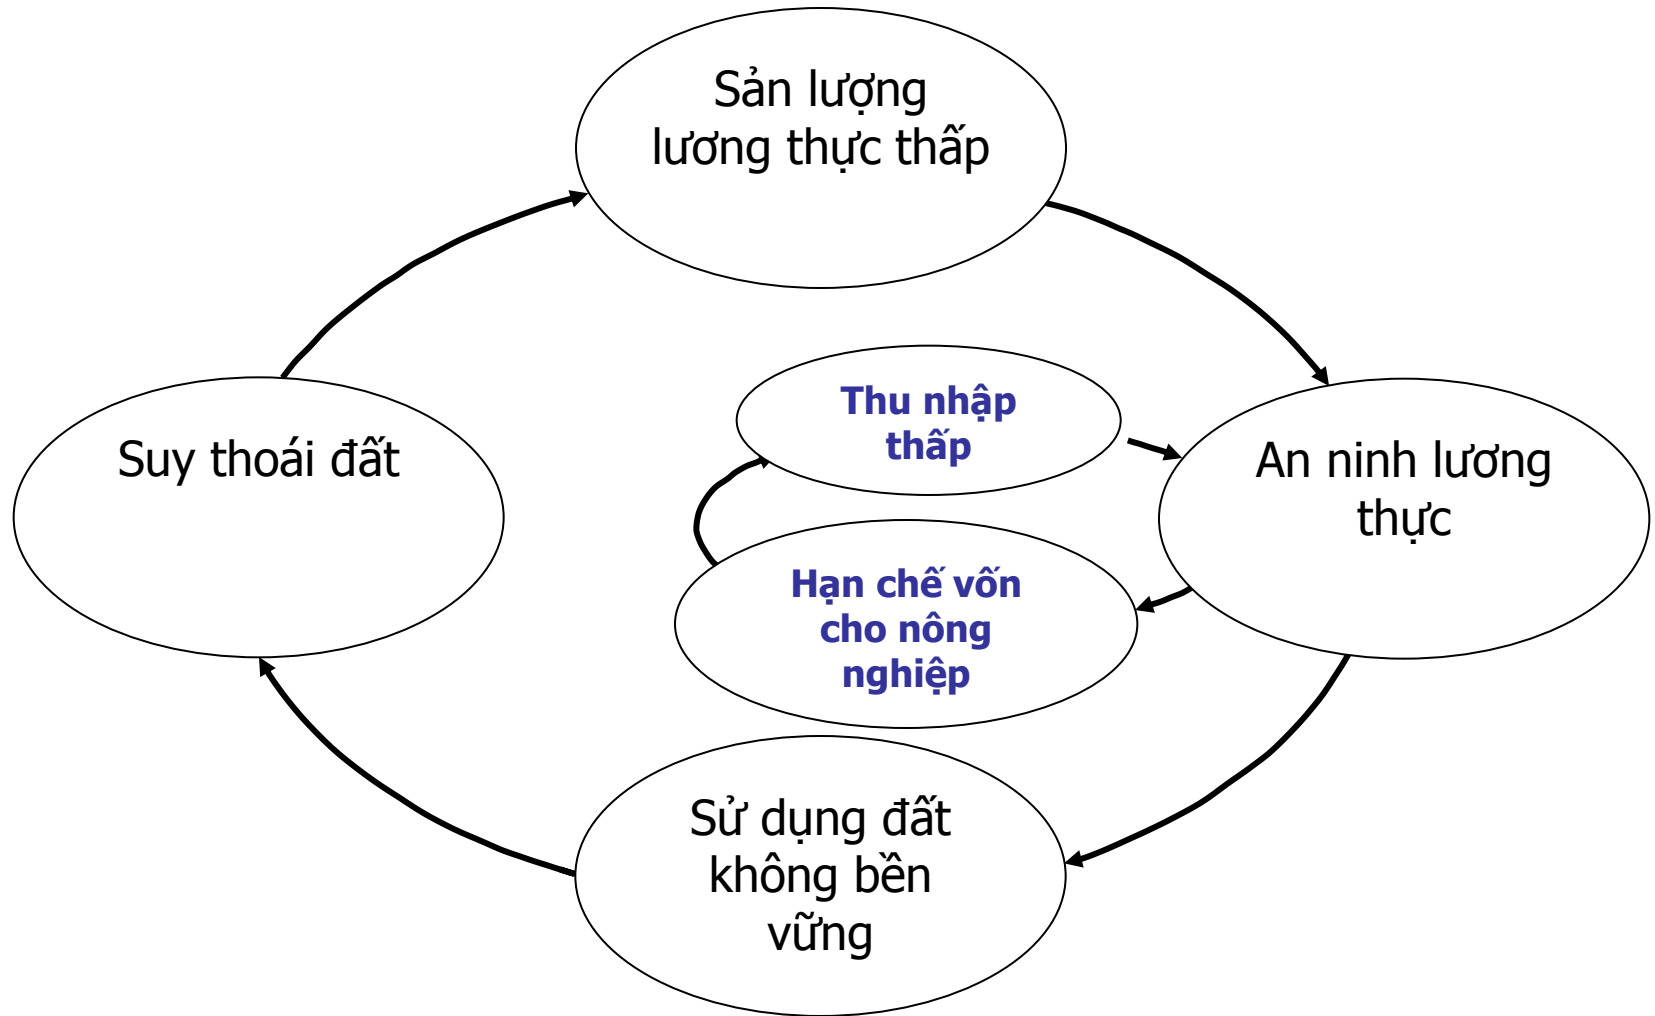 Sản lượng
lương thực thấp
Thu nhập
thấp
Suy thoái đất
An ninh lương
thực
Hạn chế vốn
cho nông
nghiệp
Sử dụng đất
không bền
vững